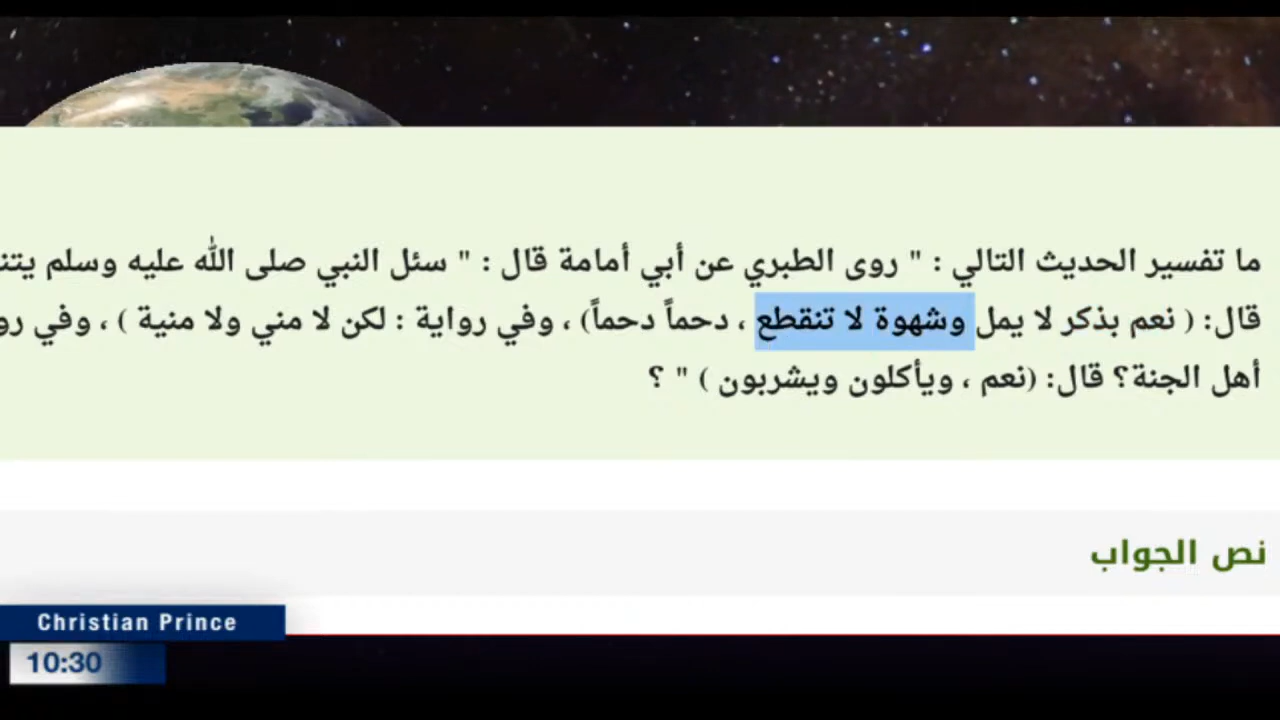 ما تفسير الحديث التالي : " روى الطبري عن أبي أمامة قال : " سئل النبي صلى الله عليه وسلم
قال: ( نعم بذكر لا يمل وشهوة لا تنقطع ، دحماً دحماً) ، وفي رواية : لكن لا مني ولا منية ) ، وفي
أهل الجنة؟ قال: (نعم ، ويأكلون ويشربون ) " ؟
نص الجواب
Christian Prince
10:30